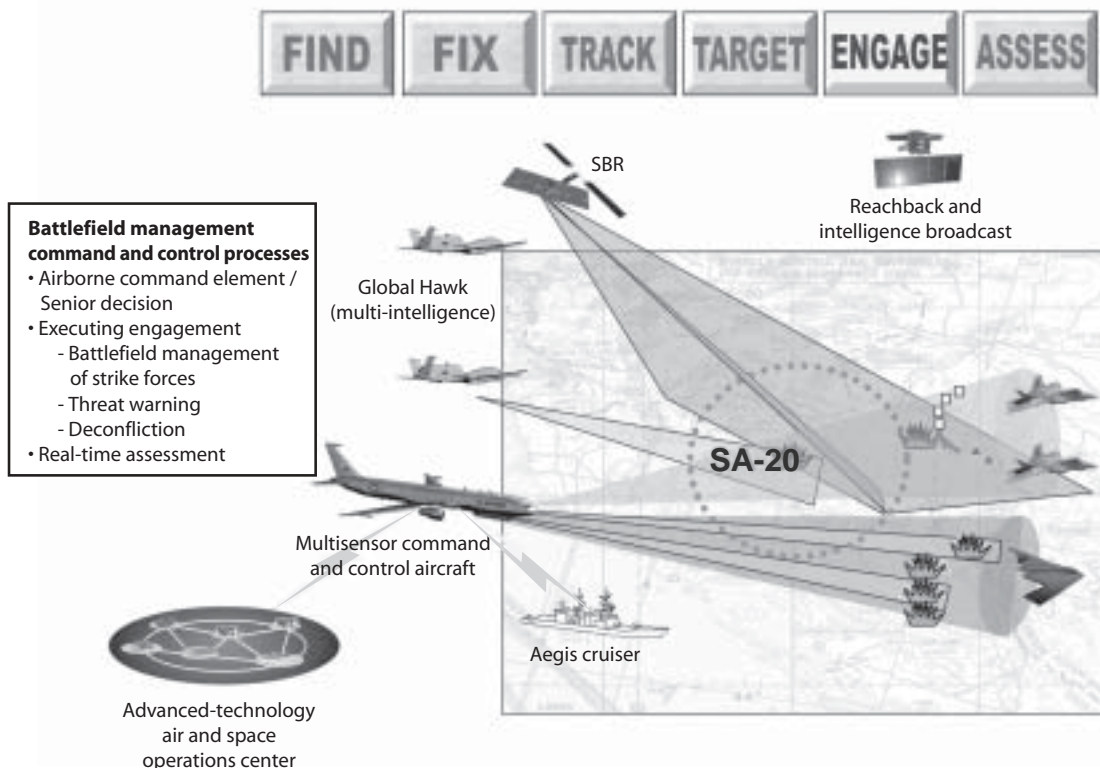 FIND FIX TRACK TARGET ENGAGE ASSESS
SBR
Reachback and
intelligence broadcast
Battlefield management
command and control processes
• Airborne command element /
Senior decision
• Executing engagement
- Battlefield management
of strike forces
- Threat warning
- Deconfliction
• Real-time assessment
Global Hawk
(multi-intelligence)
SA-20
Multisensor command
and control aircraft
Aegis cruiser
Advanced-technology
air and space
operations center